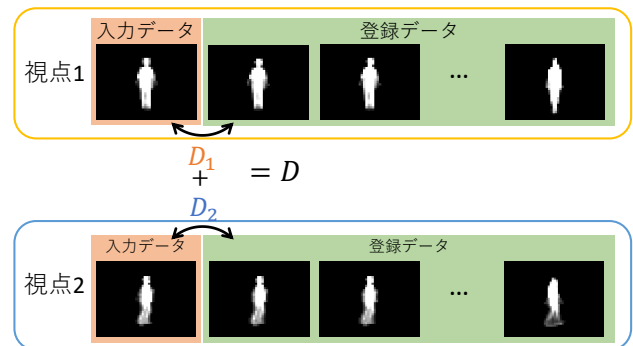 入力データ 登録データ
視点1
...
D₁
+ = D
D₂
入力データ 登録データ
視点2
...